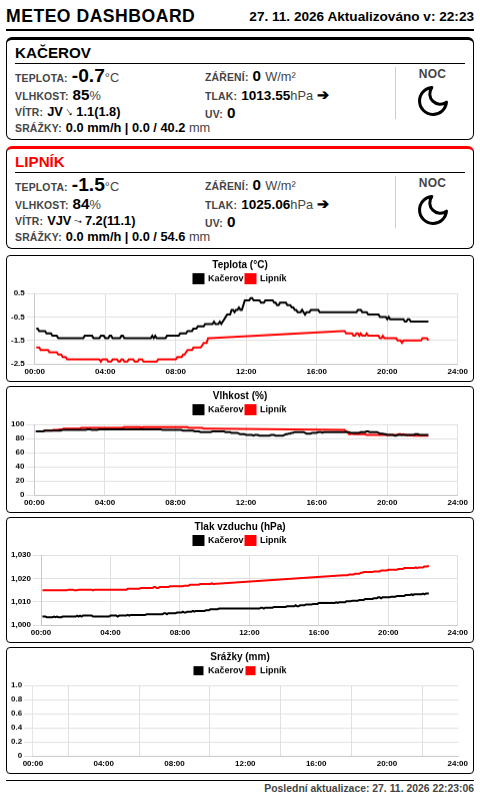 METEO DASHBOARD
27. 11. 2026 Aktualizováno v: 22:23
KAČEROV
TEPLOTA: -0.7°C
ZÁŘENÍ: 0 W/m²
NOC
VLHKOST: 85%
TLAK: 1013.55hPa ➔
VÍTR: JV → 1.1(1.8)
UV: 0
SRÁŽKY: 0.0 mm/h | 0.0 / 40.2 mm
LIPNÍK
TEPLOTA: -1.5°C
ZÁŘENÍ: 0 W/m²
NOC
VLHKOST: 84%
TLAK: 1025.06hPa ➔
VÍTR: VJV → 7.2(11.1)
UV: 0
SRÁŽKY: 0.0 mm/h | 0.0 / 54.6 mm
Teplota (°C)
Kačerov Lipník
0.5
-0.5
-1.5
-2.5
00:00 04:00 08:00 12:00 16:00 20:00 24:00
Vlhkost (%)
Kačerov Lipník
100
80
60
40
20
0
00:00 04:00 08:00 12:00 16:00 20:00 24:00
Tlak vzduchu (hPa)
Kačerov Lipník
1,030
1,020
1,010
1,000
00:00 04:00 08:00 12:00 16:00 20:00 24:00
Srážky (mm)
Kačerov Lipník
1.0
0.8
0.6
0.4
0.2
0
00:00 04:00 08:00 12:00 16:00 20:00 24:00
Poslední aktualizace: 27. 11. 2026 22:23:06